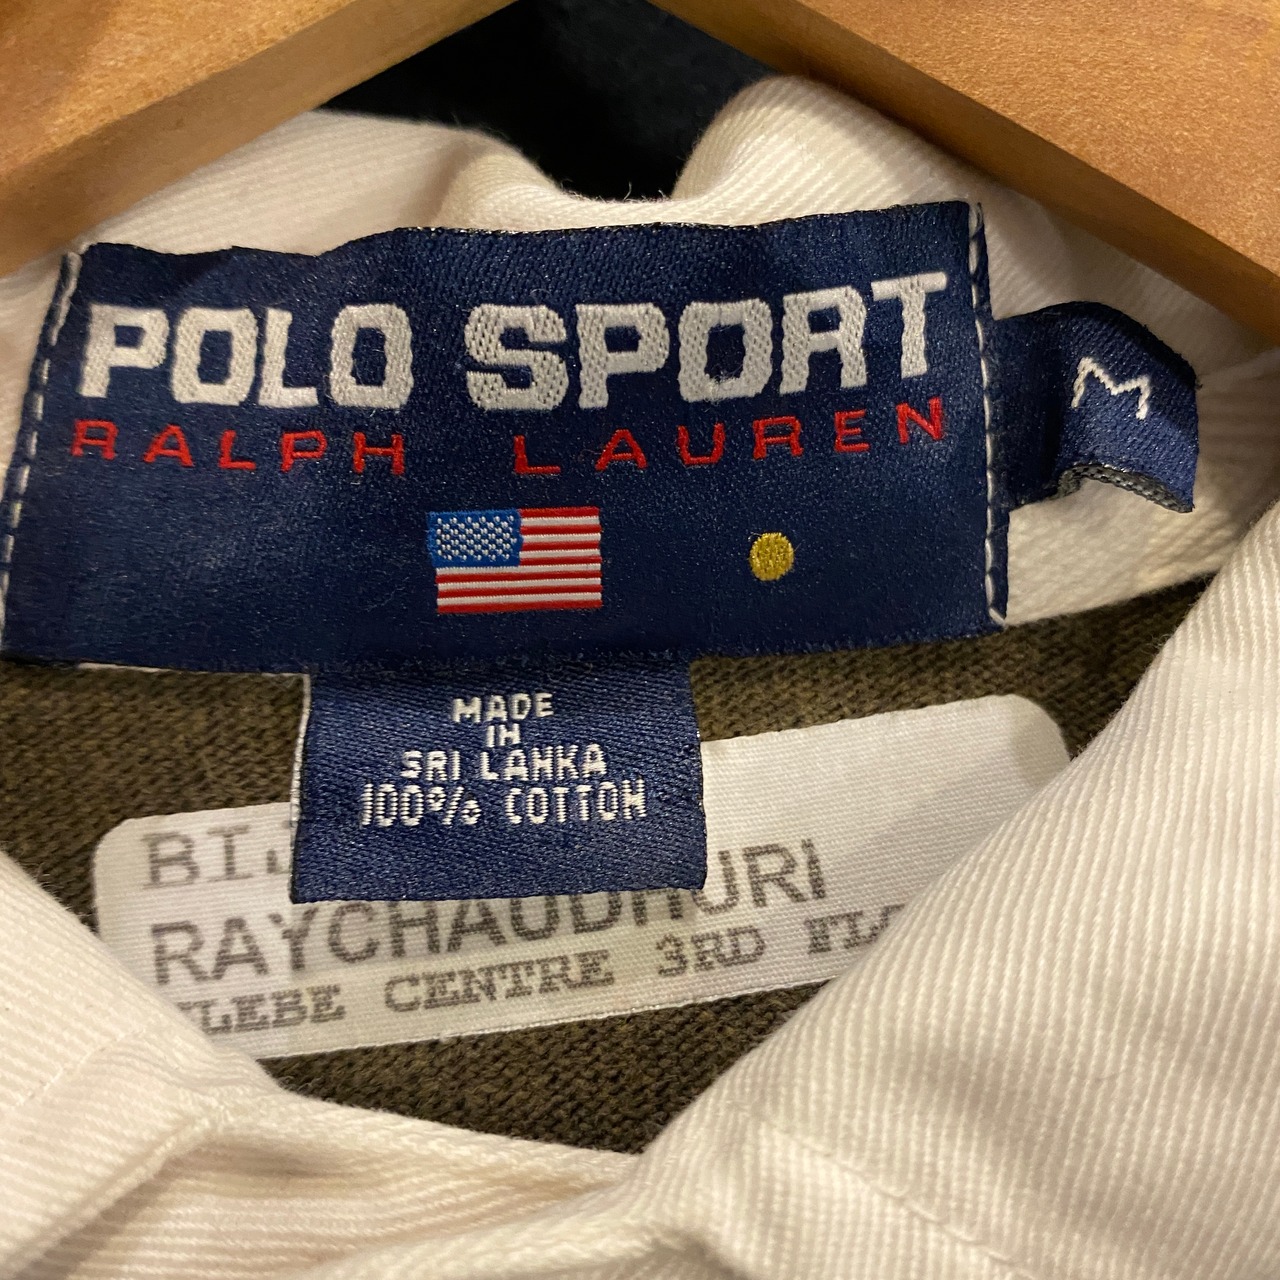 POLO SPORT
RALPH LAUREN
M
MADE
IN
SRI LANKA
100% COTTON
RAYCHAUDHURI
CENTRE 3RD